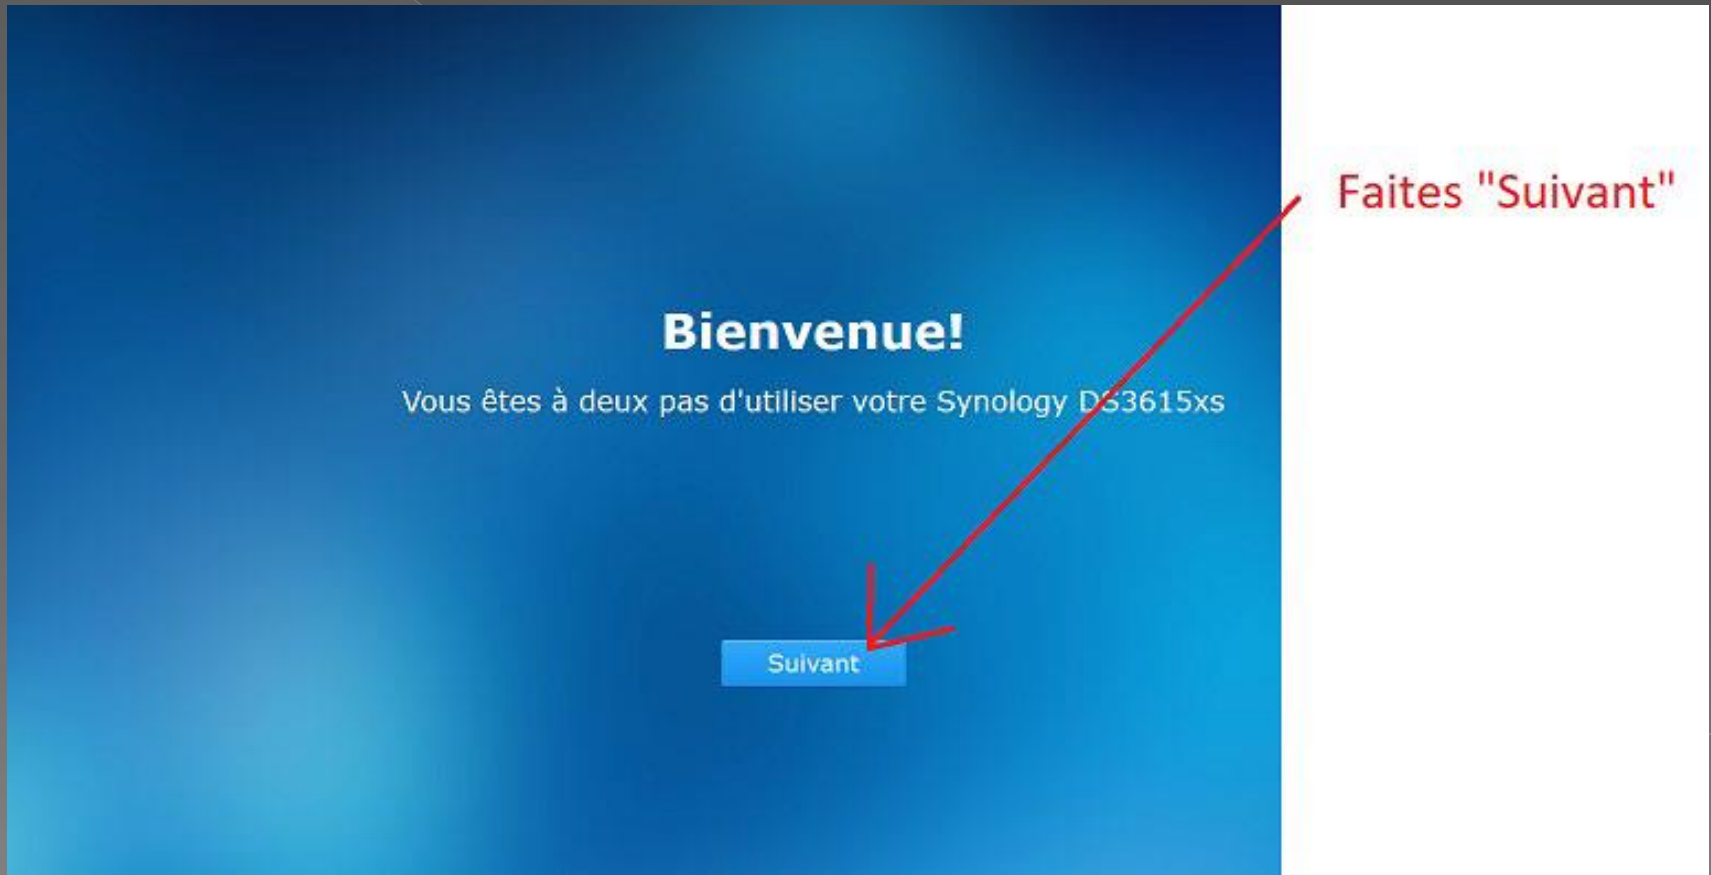 Faites "Suivant"
Bienvenue!
Vous êtes à deux pas d'utiliser votre Synology DS3615xs
Suivant